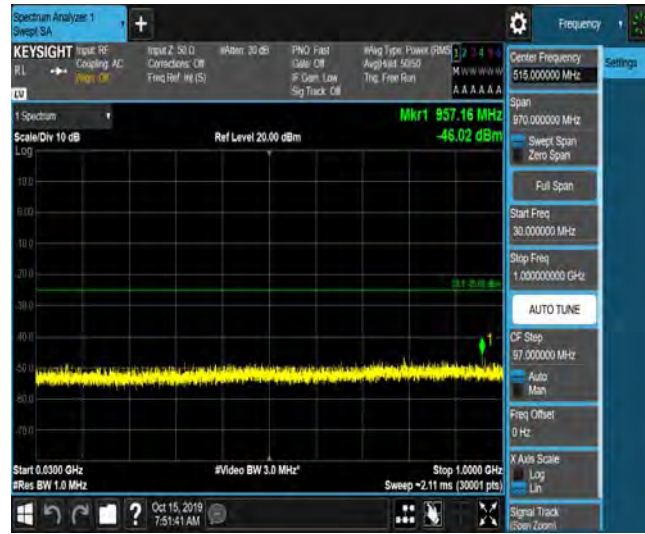 Spectrum Analyzer 1
Swept SA
+
Frequency
KEYSIGHT
RL
Input: RF
Coupling: AC
Align: Off
Input Z: 50 Ω
Corrections: Off
Freq Ref: Int (S)
#Atten: 30 dB
PNO: Fast
Gate: Off
IF Gain: Low
Sig Track: Off
#Avg Type: Power (RMS
Avg|Hold: 50/50
Trig: Free Run
1 2 3 4 5 6
M W W W W W
A A A A A A
LV
1 Spectrum
Scale/Div 10 dB
Log
Ref Level 20.00 dBm
Mkr1 957.16 MHz
-46.02 dBm
10.0
0.00
-10.0
-20.0
-40.0
-50.0
-70.0
1
Start 0.0300 GHz
#Res BW 1.0 MHz
#Video BW 3.0 MHz*
Stop 1.0000 GHz
Sweep ~2.11 ms (30001 pts)
?
Oct 15, 2019
7:51:41 AM
Center Frequency
515.000000 MHz
Settings
Span
970.000000 MHz
Swept Span
Zero Span
Full Span
Start Freq
30.000000 MHz
Stop Freq
1.000000000 GHz
AUTO TUNE
CF Step
97.000000 MHz
Auto
Man
Freq Offset
0 Hz
X Axis Scale
Log
Lin
Signal Track
(Span Zoom)